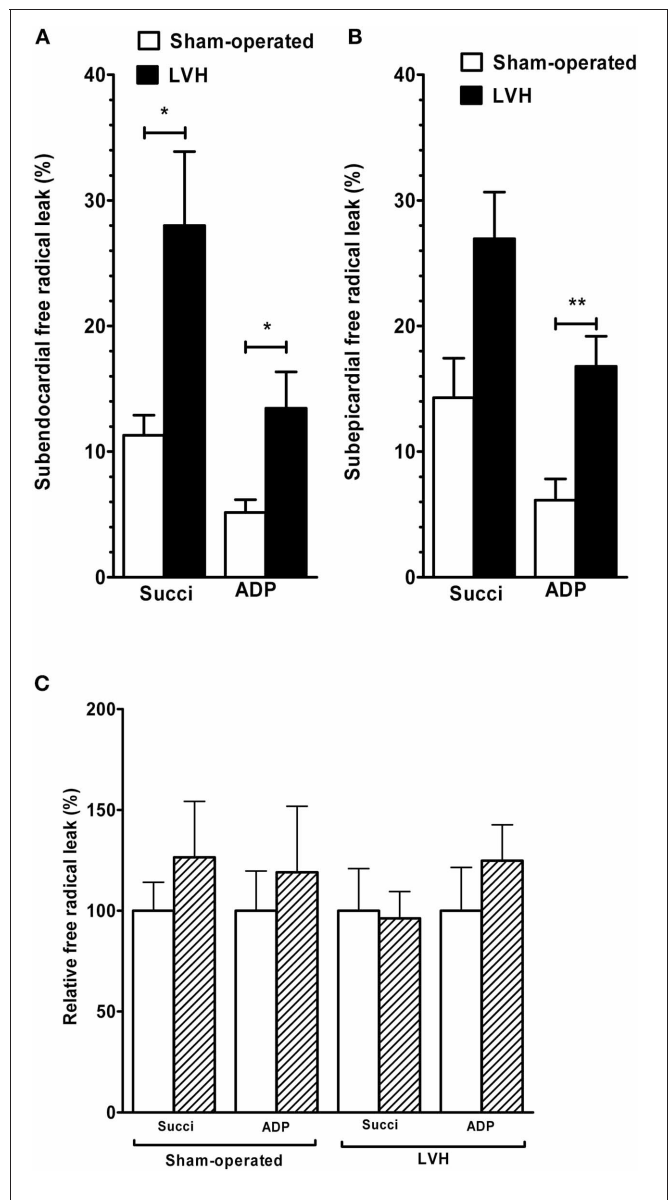 A
Sham-operated
LVH
Subendocardial free radical leak (%)
40
30
20
10
0
*
*
Succi
ADP
B
Sham-operated
LVH
Subepicardial free radical leak (%)
40
30
20
10
0
**
Succi
ADP
C
Relative free radical leak (%)
200
150
100
50
0
Succi
ADP
Succi
ADP
Sham-operated
LVH